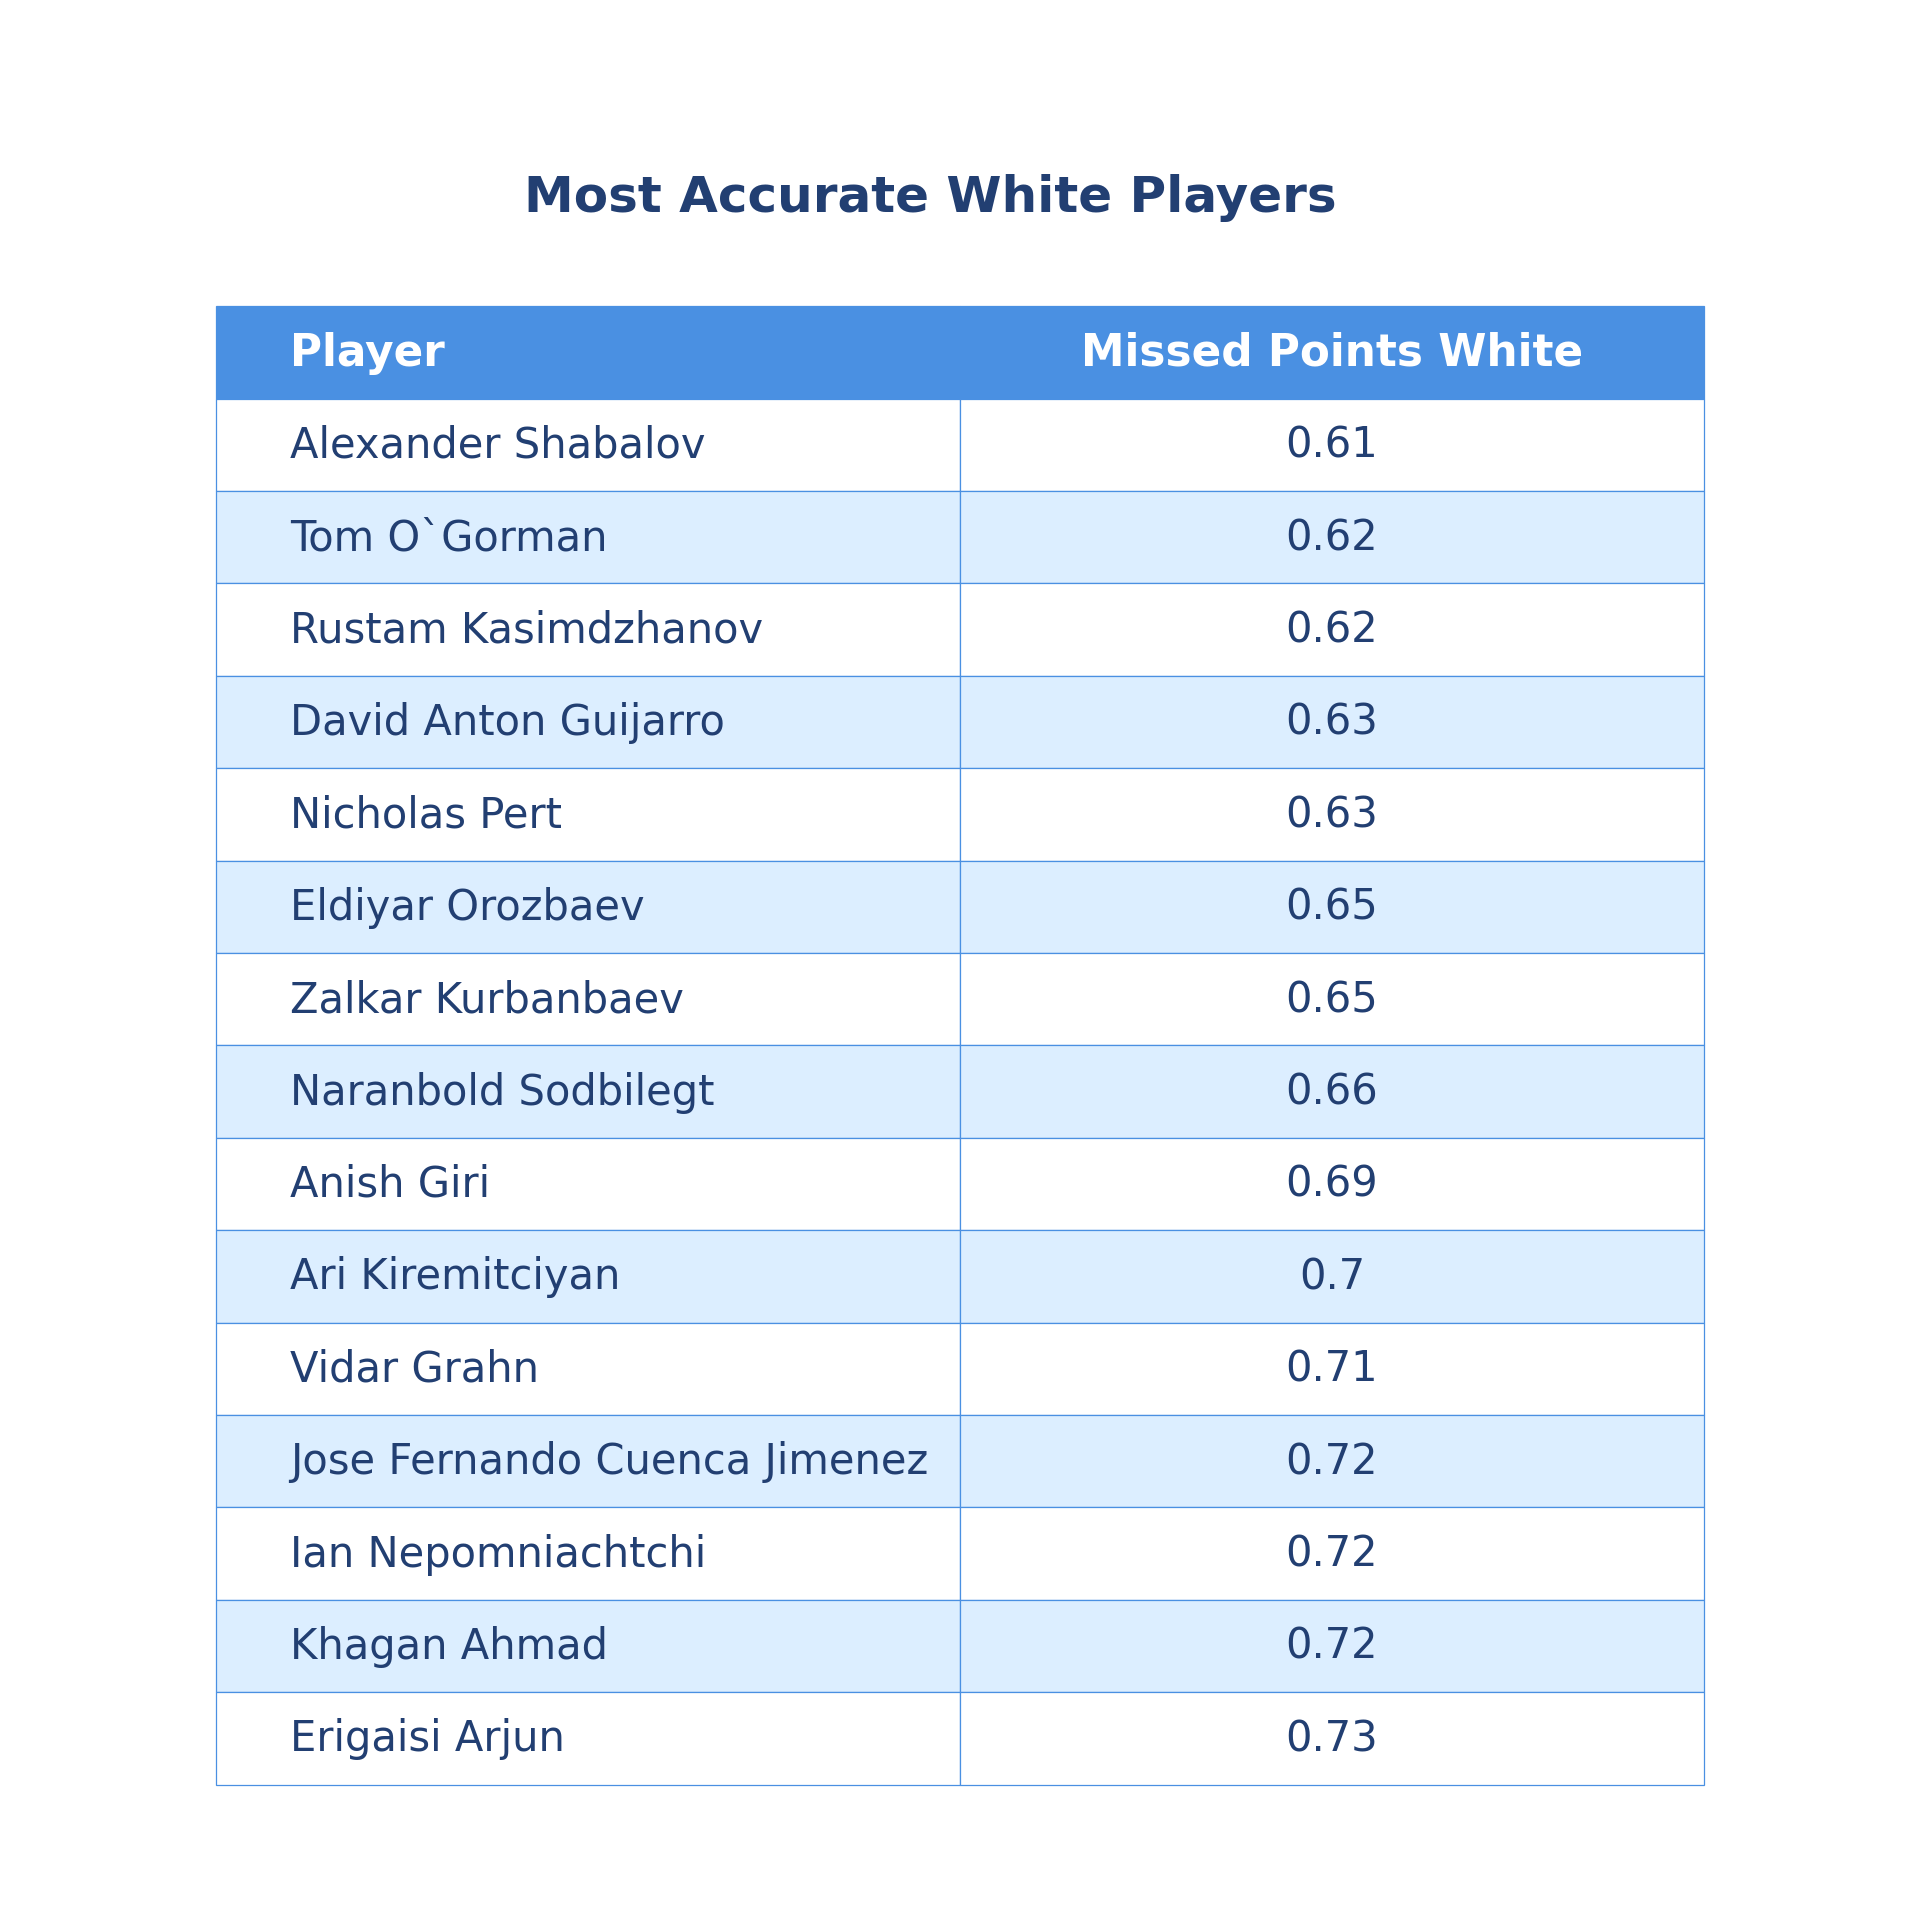 Most Accurate White Players
Player Missed Points White
Alexander Shabalov 0.61
Tom O`Gorman 0.62
Rustam Kasimdzhanov 0.62
David Anton Guijarro 0.63
Nicholas Pert 0.63
Eldiyar Orozbaev 0.65
Zalkar Kurbanbaev 0.65
Naranbold Sodbilegt 0.66
Anish Giri 0.69
Ari Kiremitciyan 0.7
Vidar Grahn 0.71
Jose Fernando Cuenca Jimenez 0.72
Ian Nepomniachtchi 0.72
Khagan Ahmad 0.72
Erigaisi Arjun 0.73